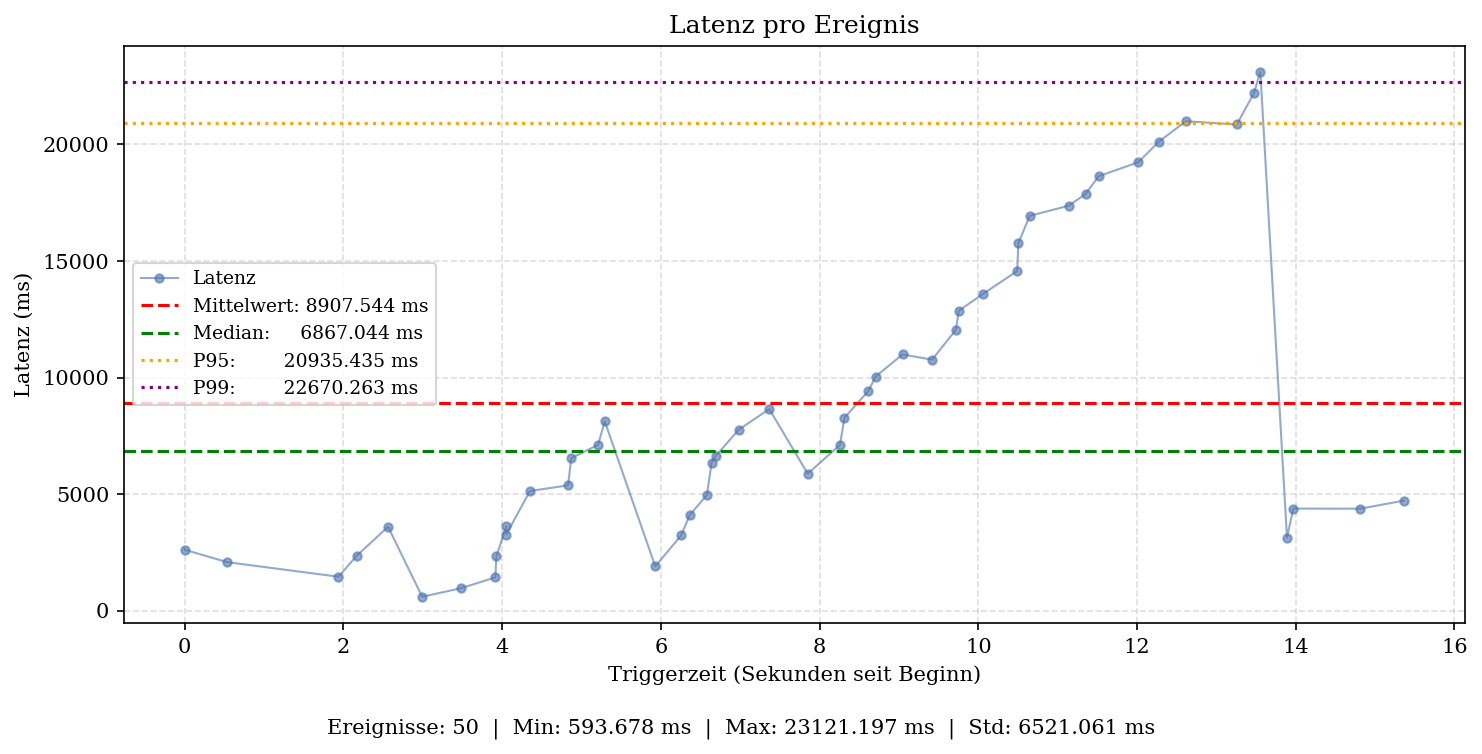 Latenz pro Ereignis
Latenz (ms)
20000
15000
10000
5000
0
Latenz
Mittelwert: 8907.544 ms
Median: 6867.044 ms
P95: 20935.435 ms
P99: 22670.263 ms
0 2 4 6 8 10 12 14 16
Triggerzeit (Sekunden seit Beginn)
Ereignisse: 50 | Min: 593.678 ms | Max: 23121.197 ms | Std: 6521.061 ms